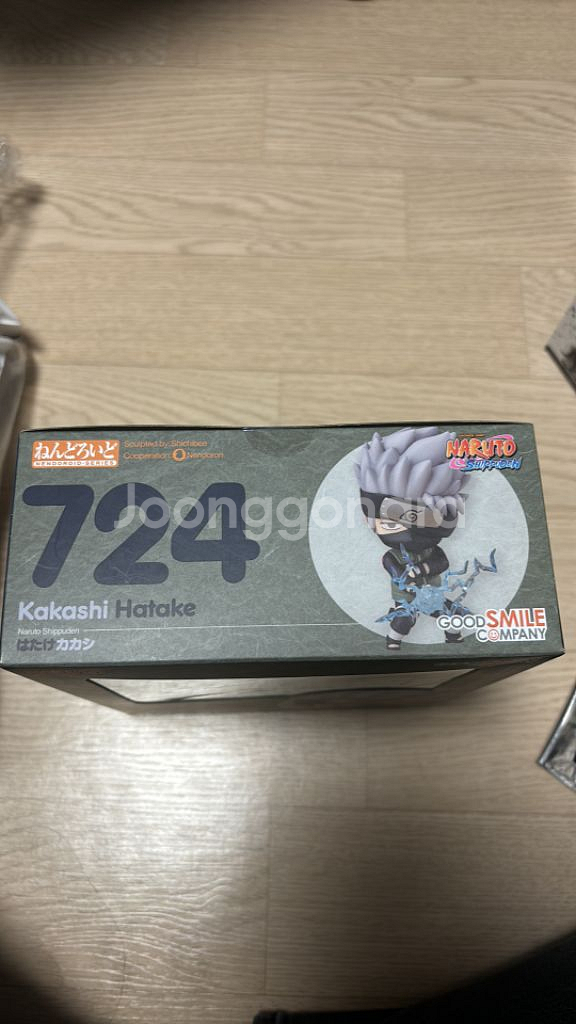 ねんどろいど
NENDOROID・SERIES
Sculpted by: Shichibee
Cooperation: Nendoron
724
Joonggonara
Kakashi Hatake
Naruto Shippuden
はたけカカシ
NARUTO
SHIPPUDEN
GOOD SMILE
COMPANY